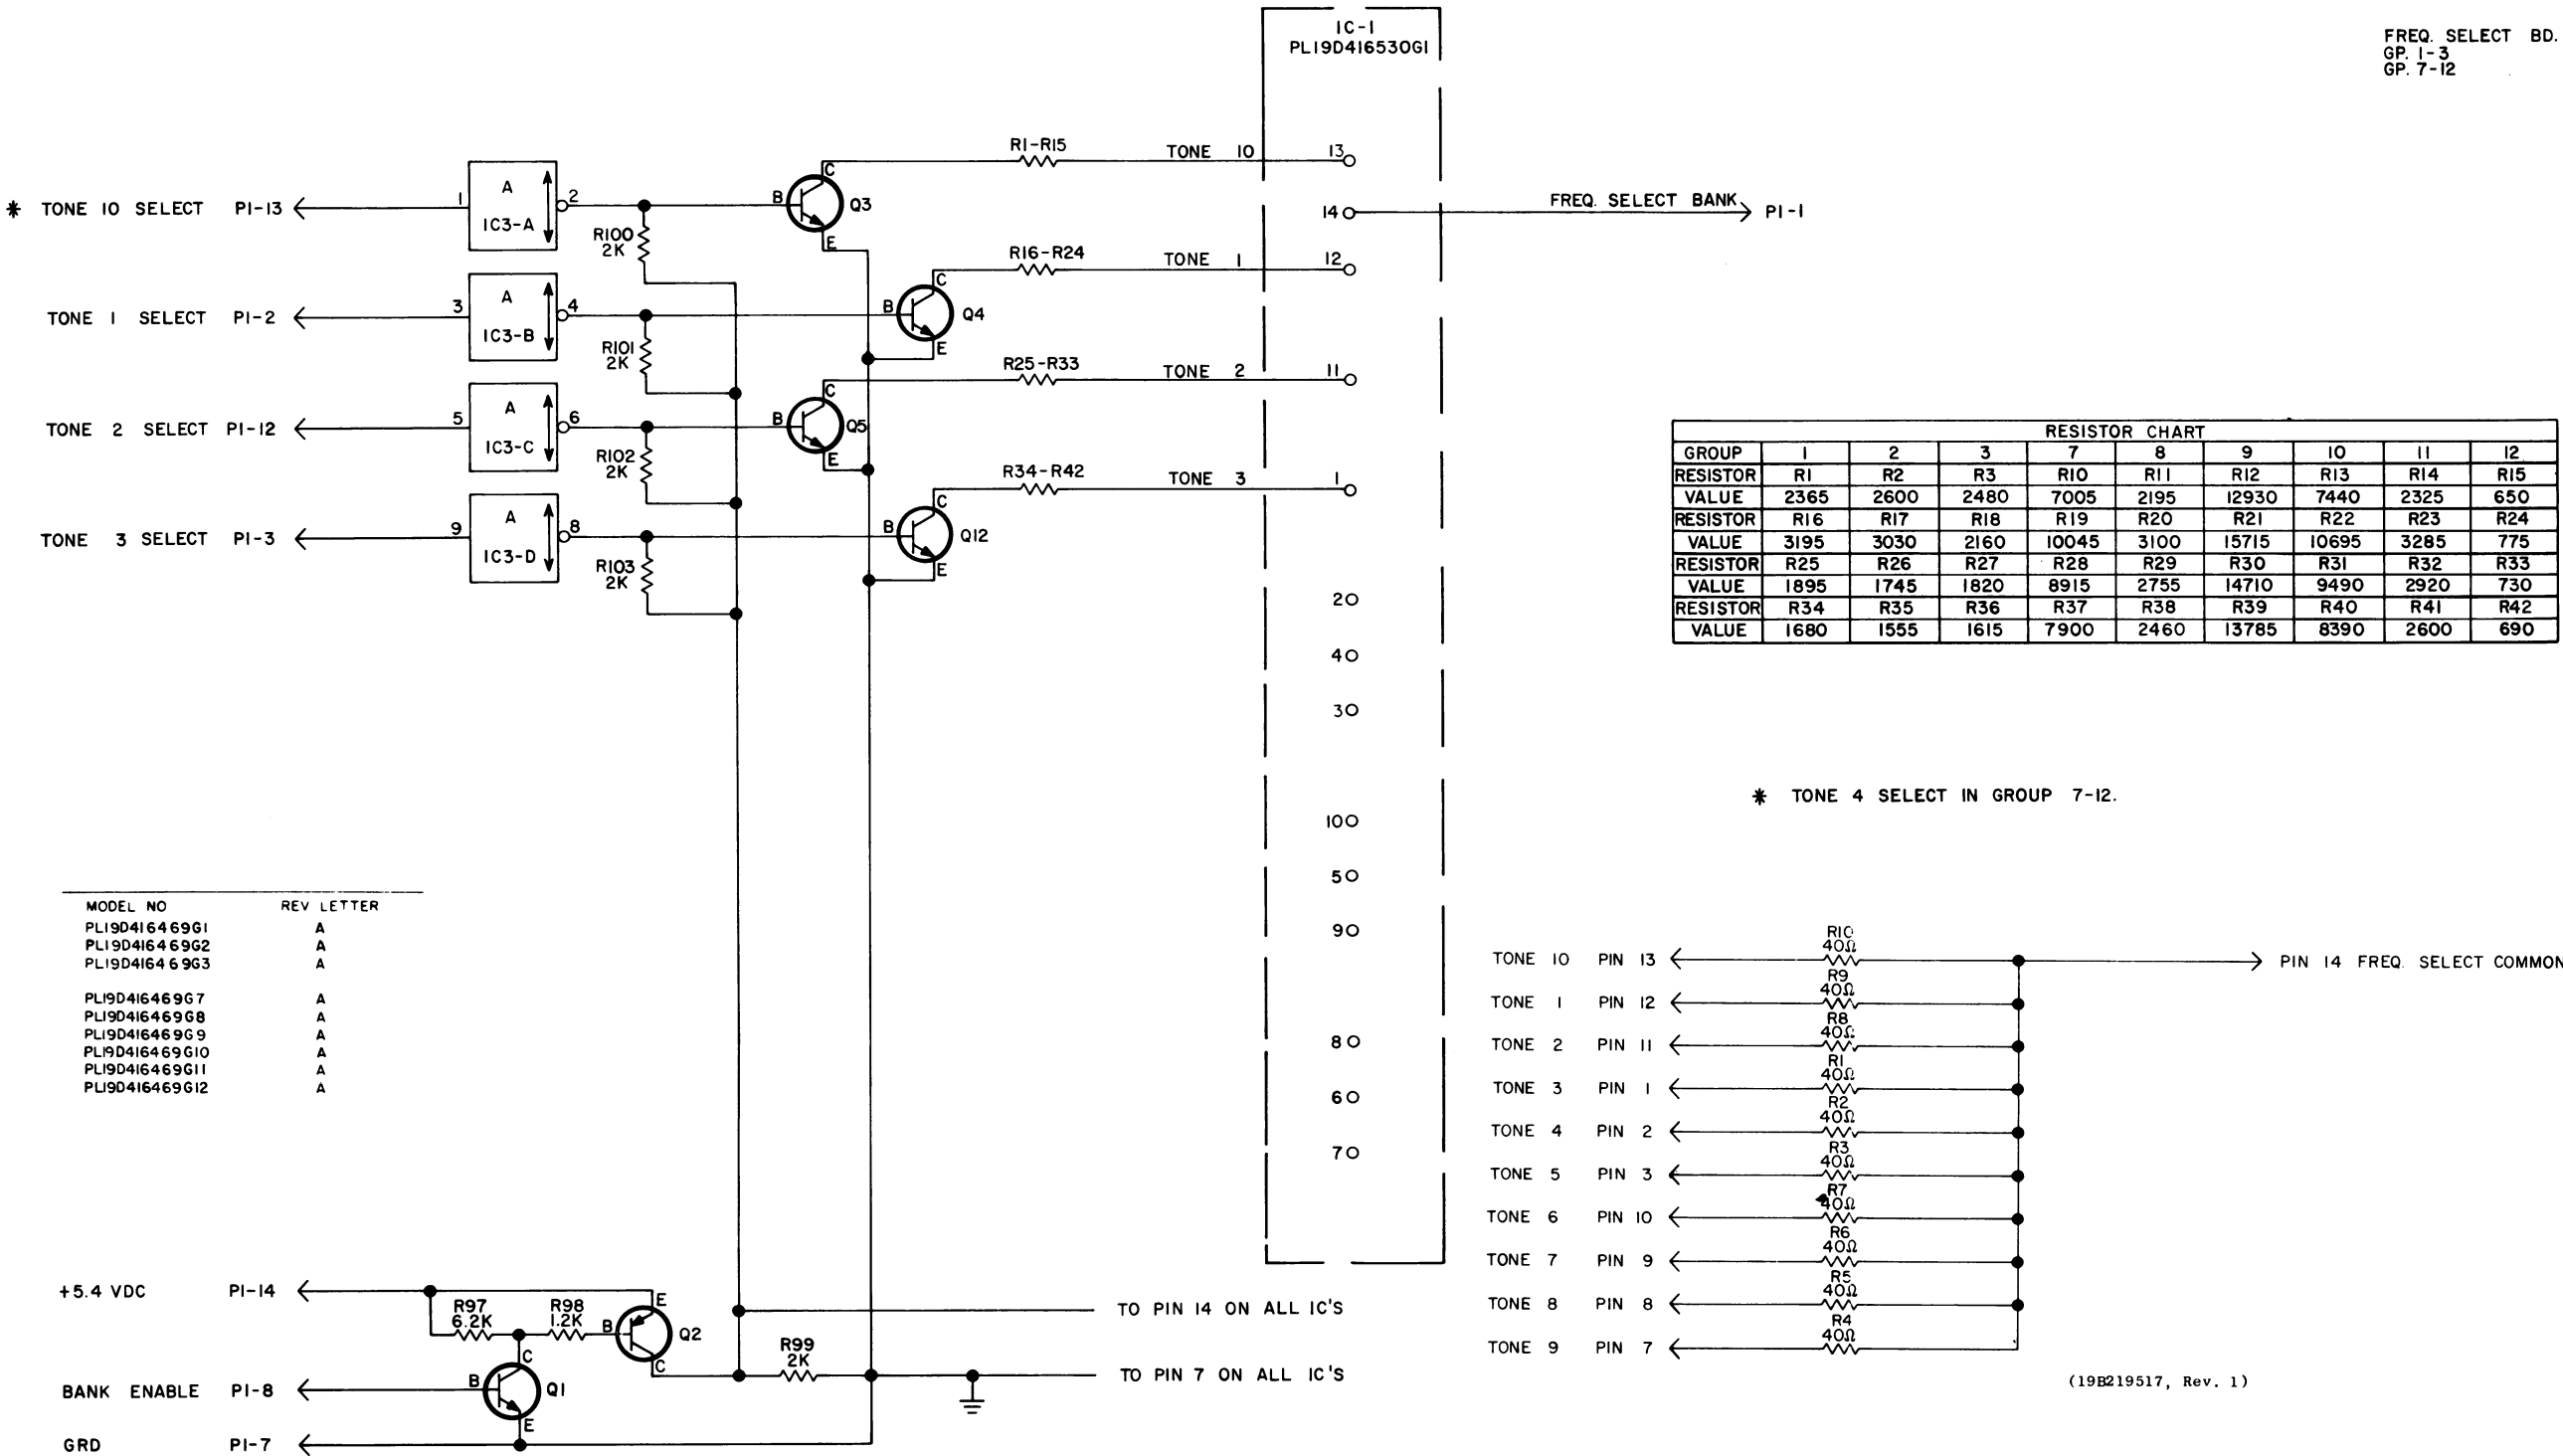 IC-1
PL19D416530G1
FREQ. SELECT BD.
GP. 1-3
GP. 7-12
* TONE 10 SELECT P1-13
1
A
IC3-A
2
R100
2K
B
C
E
Q3
R1-R15
TONE 10
13
14
FREQ. SELECT BANK
P1-1
TONE 1 SELECT P1-2
3
A
IC3-B
4
R101
2K
B
C
E
Q4
R16-R24
TONE 1
12
TONE 2 SELECT P1-12
5
A
IC3-C
6
R102
2K
B
C
E
Q5
R25-R33
TONE 2
11
TONE 3 SELECT P1-3
9
A
IC3-D
8
R103
2K
B
C
E
Q12
R34-R42
TONE 3
1
2
4
3
10
5
9
8
6
7
RESISTOR CHART
GROUP 1 2 3 7 8 9 10 11 12
RESISTOR R1 R2 R3 R10 R11 R12 R13 R14 R15
VALUE 2365 2600 2480 7005 2195 12930 7440 2325 650
RESISTOR R16 R17 R18 R19 R20 R21 R22 R23 R24
VALUE 3195 3030 2160 10045 3100 15715 10695 3285 775
RESISTOR R25 R26 R27 R28 R29 R30 R31 R32 R33
VALUE 1895 1745 1820 8915 2755 14710 9490 2920 730
RESISTOR R34 R35 R36 R37 R38 R39 R40 R41 R42
VALUE 1680 1555 1615 7900 2460 13785 8390 2600 690
* TONE 4 SELECT IN GROUP 7-12.
MODEL NO REV LETTER
PL19D416469G1 A
PL19D416469G2 A
PL19D416469G3 A
PL19D416469G7 A
PL19D416469G8 A
PL19D416469G9 A
PL19D416469G10 A
PL19D416469G11 A
PL19D416469G12 A
R10
40Ω
TONE 10 PIN 13
PIN 14 FREQ. SELECT COMMON
R9
40Ω
TONE 1 PIN 12
R8
40Ω
TONE 2 PIN 11
R1
40Ω
TONE 3 PIN 1
R2
40Ω
TONE 4 PIN 2
R3
40Ω
TONE 5 PIN 3
R7
40Ω
TONE 6 PIN 10
R6
40Ω
TONE 7 PIN 9
R5
40Ω
TONE 8 PIN 8
R4
40Ω
TONE 9 PIN 7
+5.4 VDC P1-14
R97
6.2K
R98
1.2K
B
E
C
Q2
TO PIN 14 ON ALL IC'S
R99
2K
TO PIN 7 ON ALL IC'S
BANK ENABLE P1-8
B
C
E
Q1
GRD P1-7
(19B219517, Rev. 1)